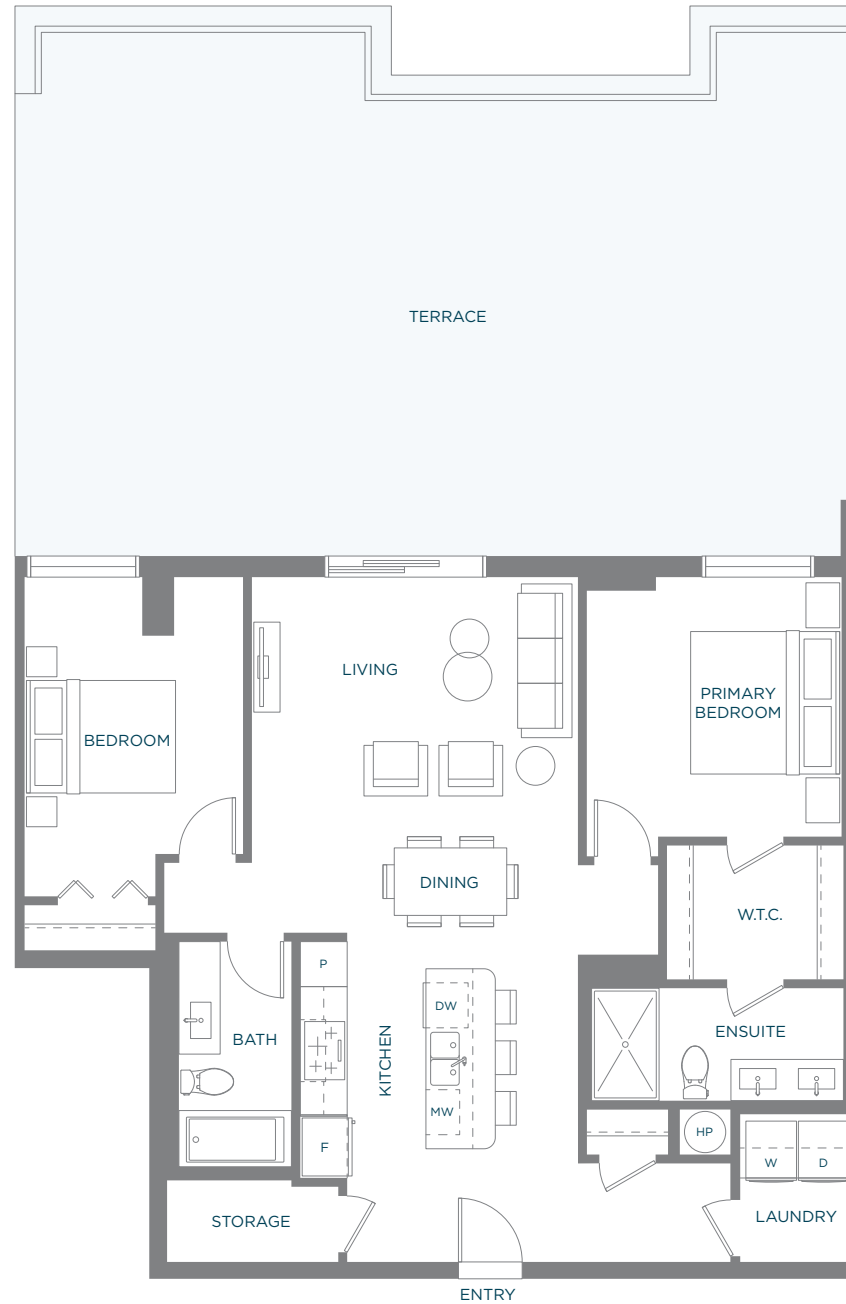 TERRACE
LIVING
PRIMARY
BEDROOM
BEDROOM
DINING
W.T.C.
P
DW
ENSUITE
BATH
KITCHEN
MW
HP
F
W
D
STORAGE
LAUNDRY
ENTRY